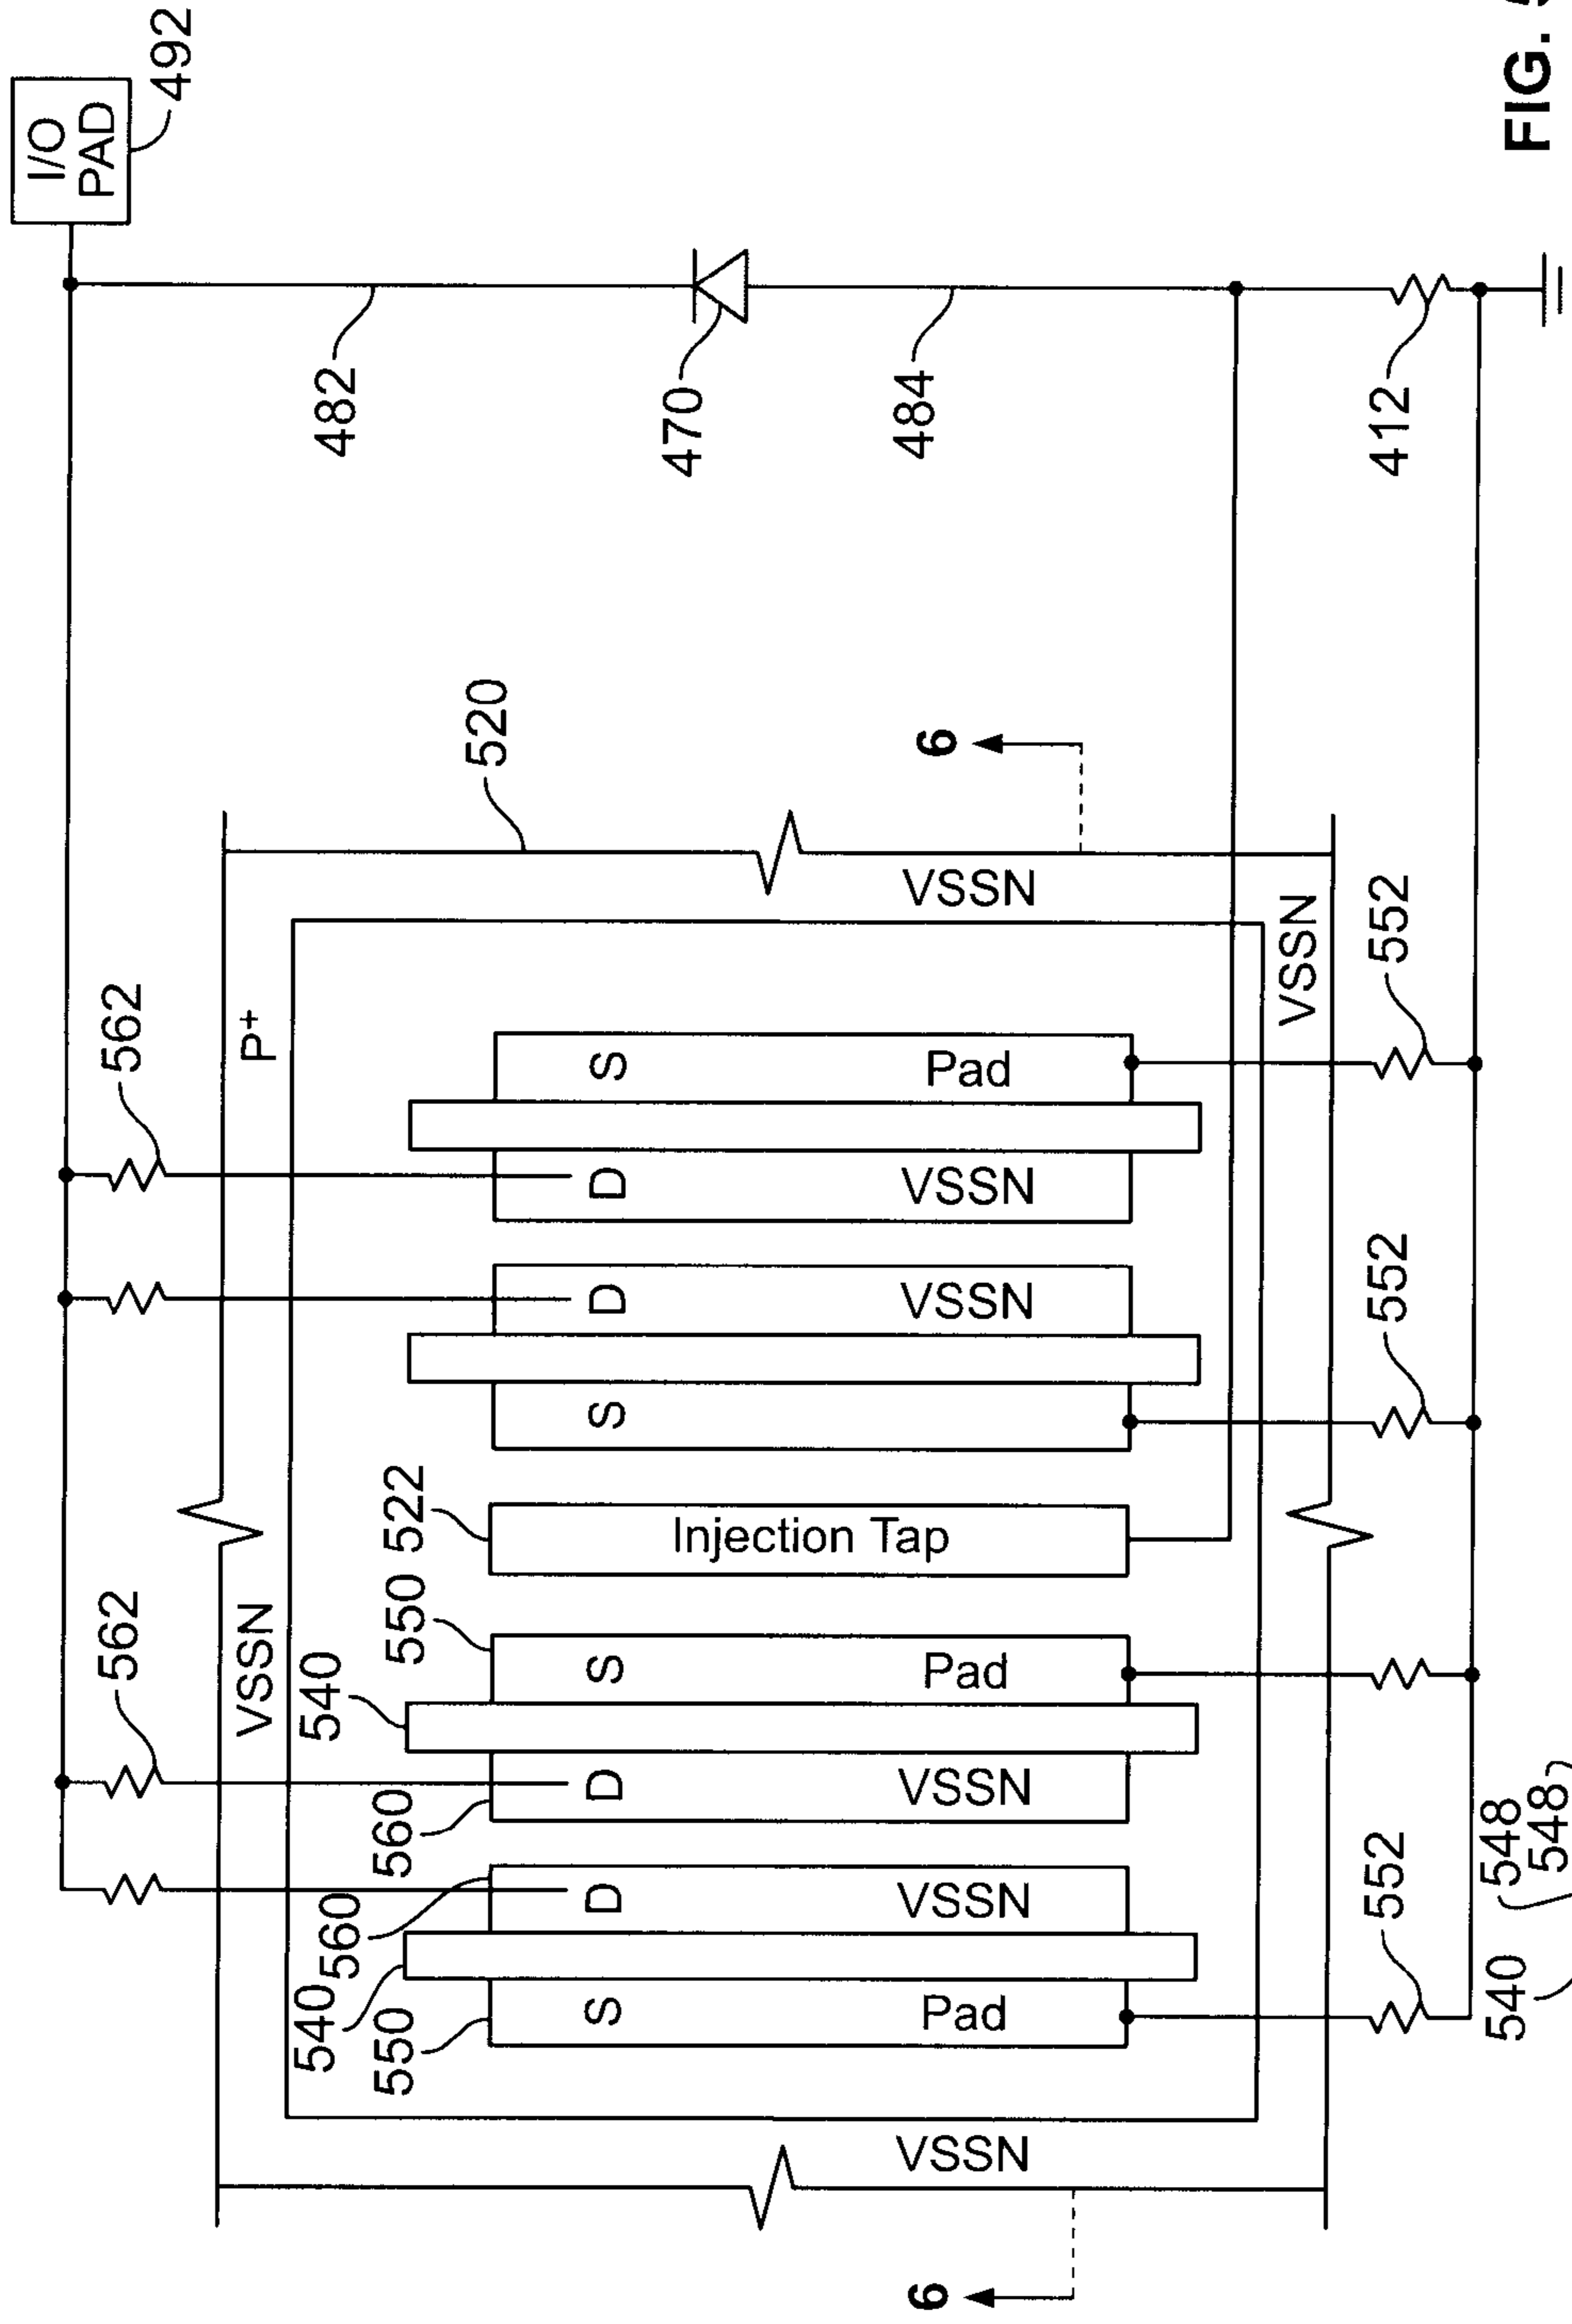 I/O
PAD
492
562
562
VSSN
P+
540
540
560
482
550
560
550
522
520
S
D
D
S
S
D
D
S
470
Injection Tap
484
6
VSSN
Pad
VSSN
VSSN
Pad
VSSN
VSSN
Pad
VSSN
6
VSSN
552
552
552
412
540
548
548
FIG.